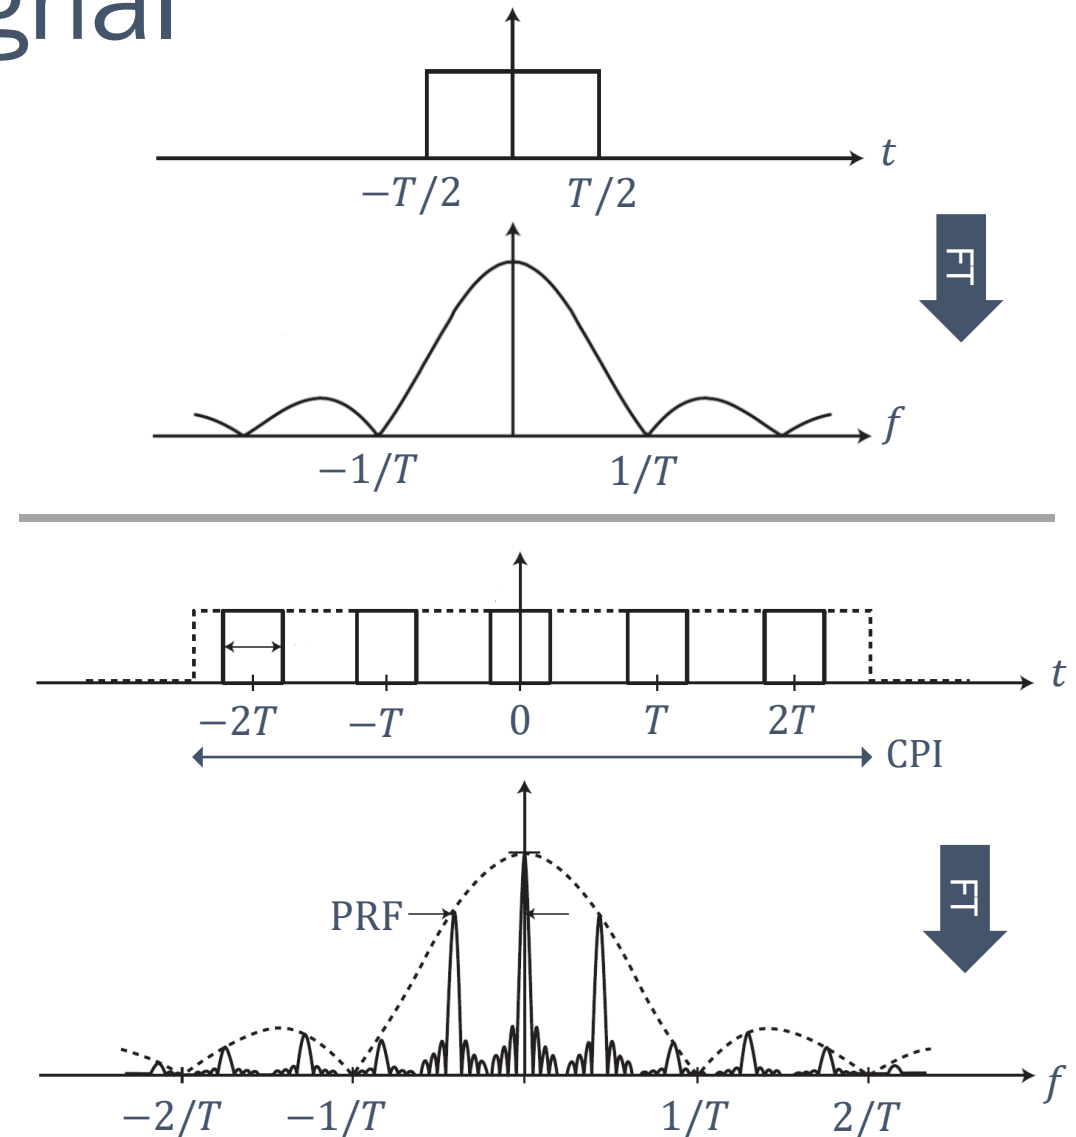 gnal
t
−T/2 T/2
FT
f
−1/T 1/T
t
−2T −T 0 T 2T
CPI
FT
PRF
f
−2/T −1/T 1/T 2/T